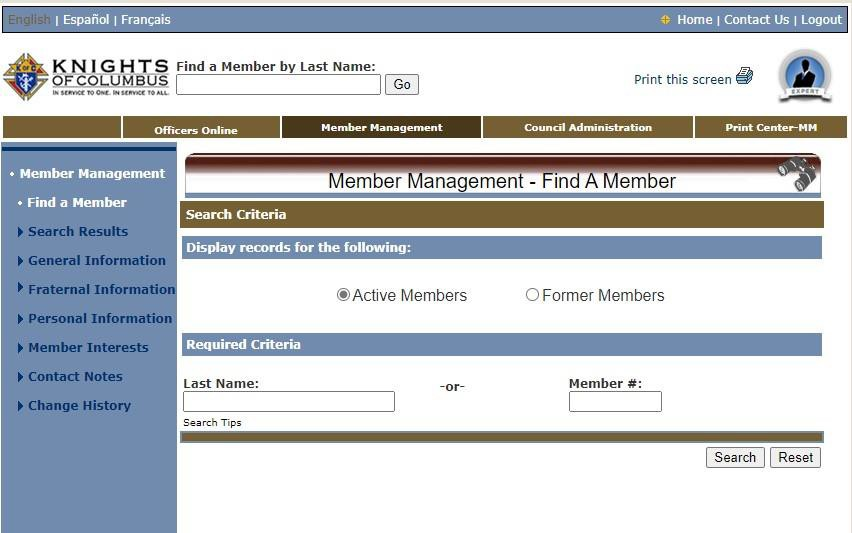 English | Español | Français
Home | Contact Us | Logout
K of C
KNIGHTS
OF COLUMBUS
IN SERVICE TO ONE. IN SERVICE TO ALL.
Find a Member by Last Name:
Go
Print this screen
EXPERT
Officers Online
Member Management
Council Administration
Print Center-MM
Member Management
Find a Member
Search Results
General Information
Fraternal Information
Personal Information
Member Interests
Contact Notes
Change History
Member Management - Find A Member
Search Criteria
Display records for the following:
Active Members
Former Members
Required Criteria
Last Name:
-or-
Member #:
Search Tips
Search
Reset